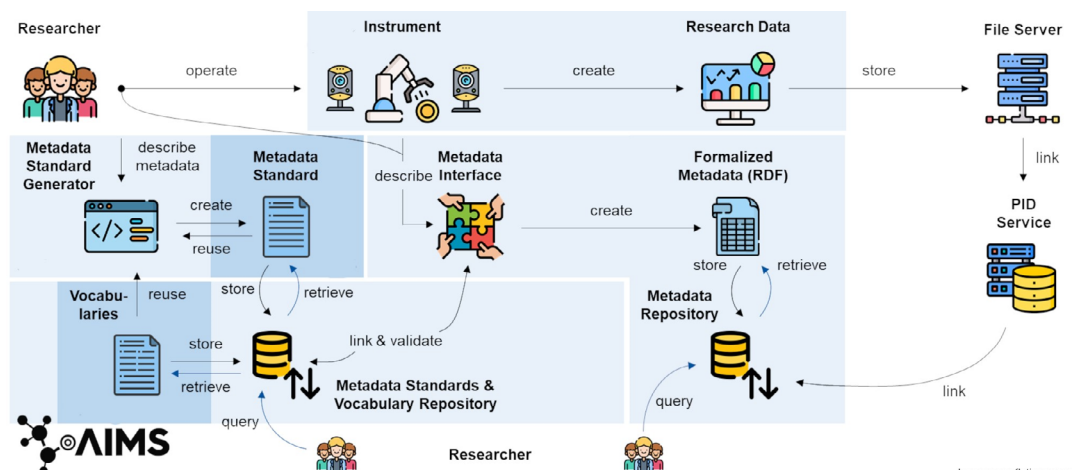 Researcher
Instrument
Research Data
File Server
operate
create
store
Metadata
Standard
Generator
describe
metadata
Metadata
Standard
describe
Metadata
Interface
Formalized
Metadata (RDF)
link
PID
Service
create
reuse
create
store
retrieve
store
retrieve
Vocabu-
laries
reuse
Metadata
Repository
store
retrieve
link & validate
Metadata Standards &
Vocabulary Repository
query
query
link
AIMS
Researcher